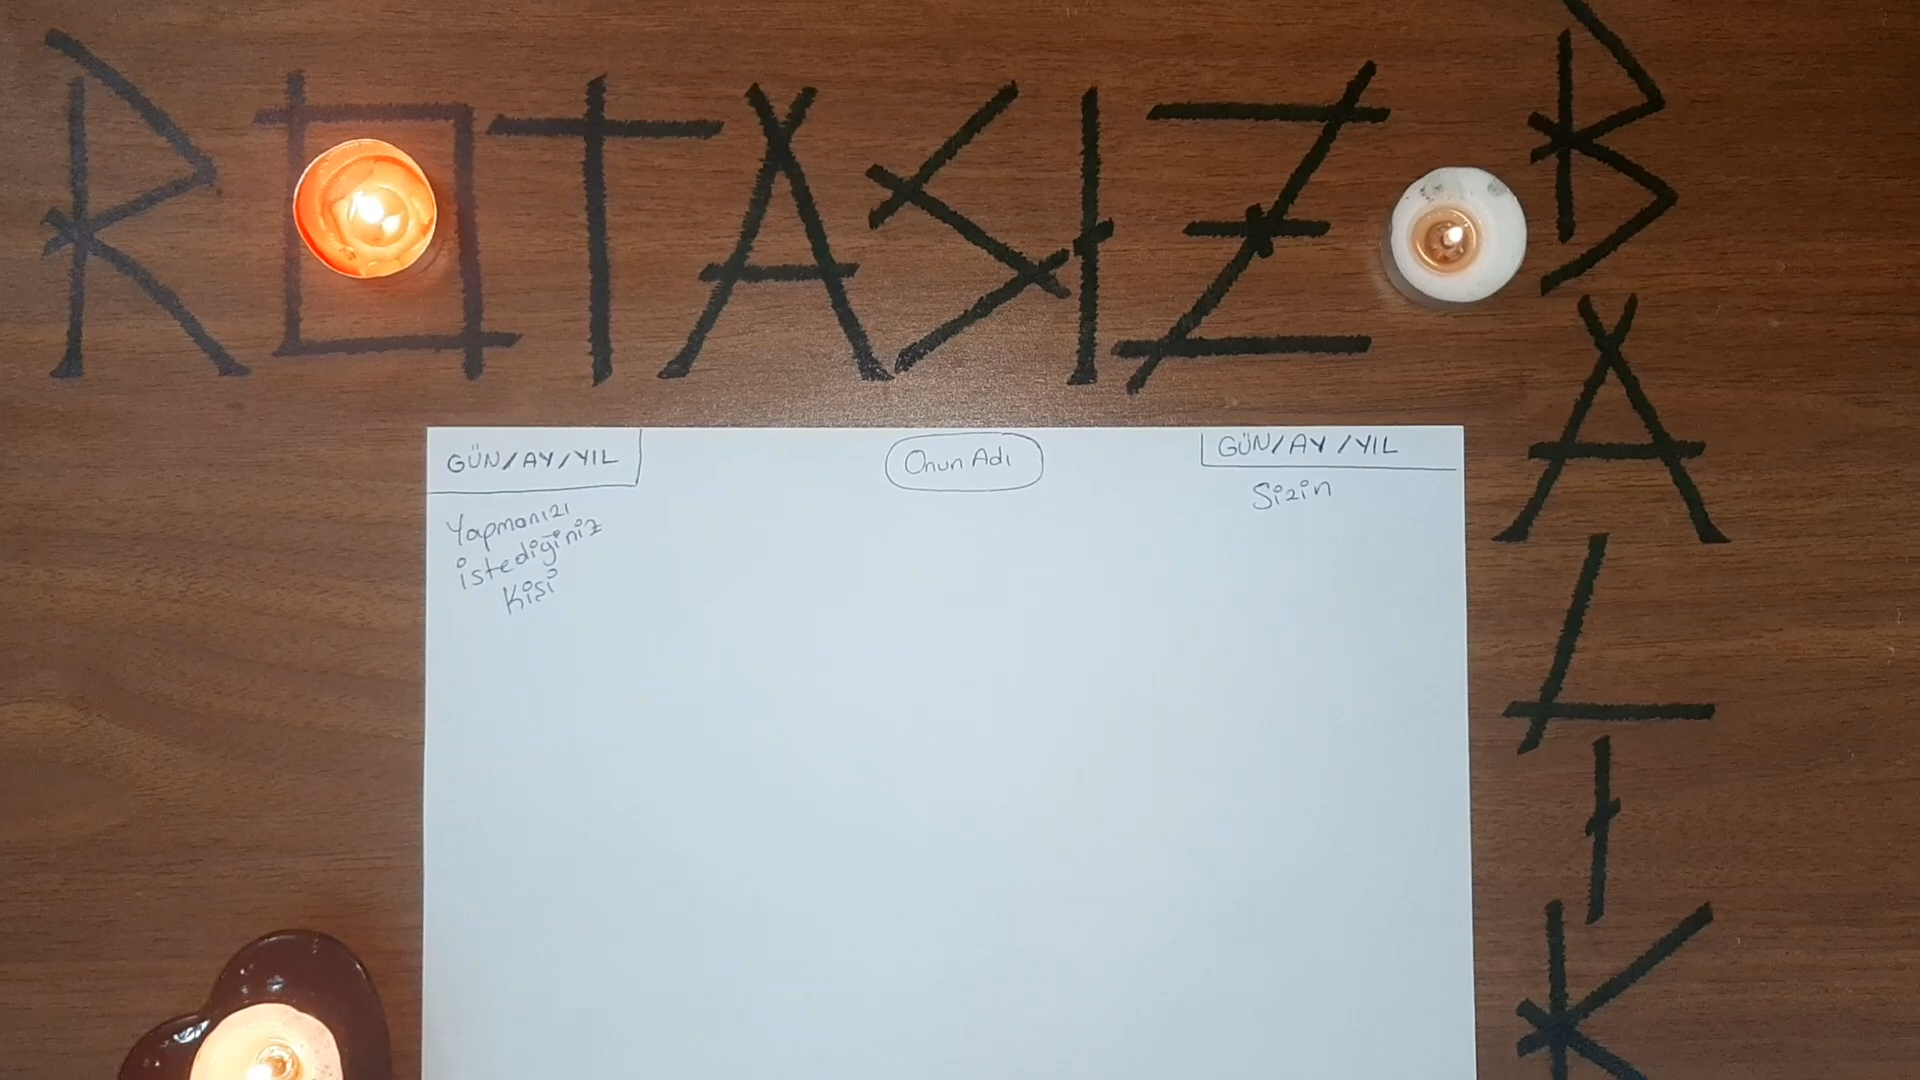 ROTASIZ
BALIK
GÜN/AY/YIL
Yapmanızı
istediğiniz
Kişi
Onun Adı
GÜN/AY/YIL
Sizin